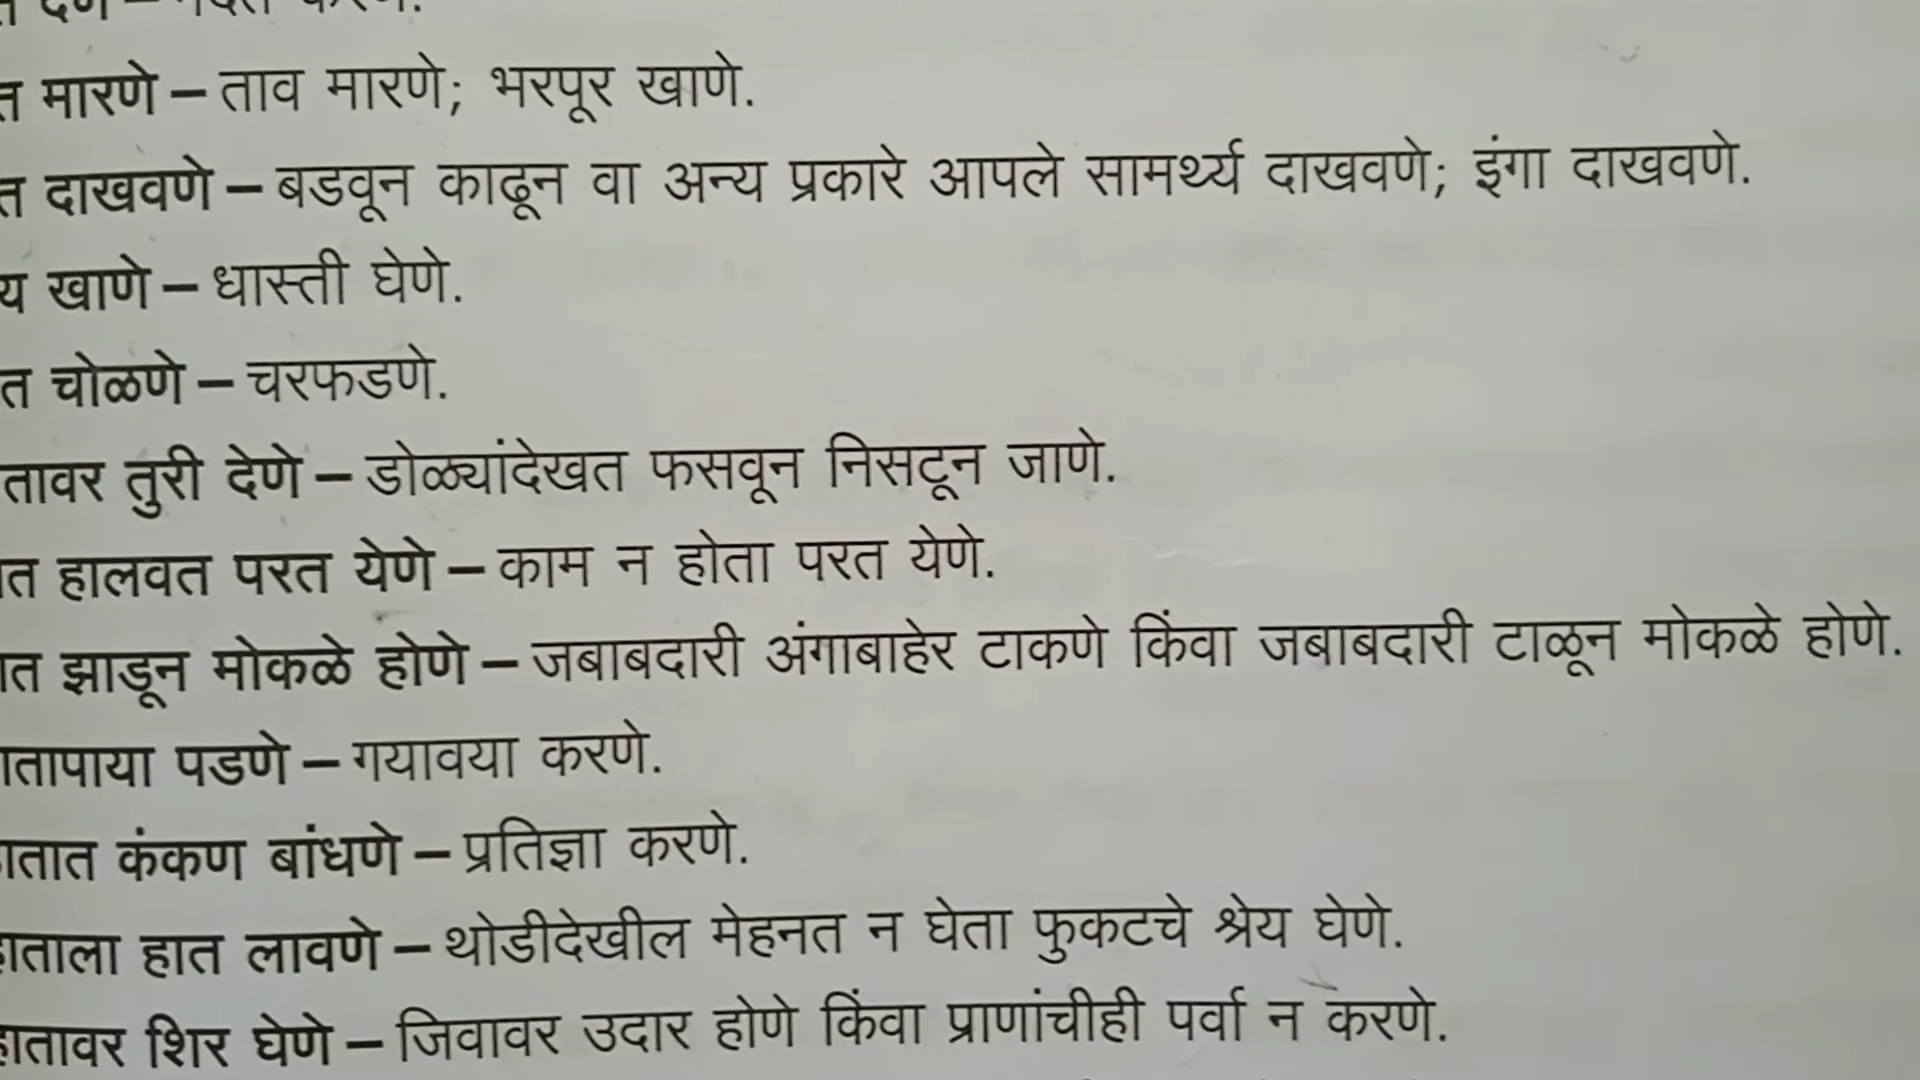 मारणे – ताव मारणे; भरपूर खाणे.
दाखवणे – बडवून काढून वा अन्य प्रकारे आपले सामर्थ्य दाखवणे; इंगा दाखवणे.
खाणे – धास्ती घेणे.
चोळणे – चरफडणे.
तुरी देणे – डोळ्यांदेखत फसवून निसटून जाणे.
हालवत परत येणे – काम न होता परत येणे.
झाडून मोकळे होणे – जबाबदारी अंगाबाहेर टाकणे किंवा जबाबदारी टाळून मोकळे होणे.
पडणे – गयावया करणे.
कंकण बांधणे – प्रतिज्ञा करणे.
हाताला हात लावणे – थोडीदेखील मेहनत न घेता फुकटचे श्रेय घेणे.
हातावर शिर घेणे – जिवावर उदार होणे किंवा प्राणांचीही पर्वा न करणे.